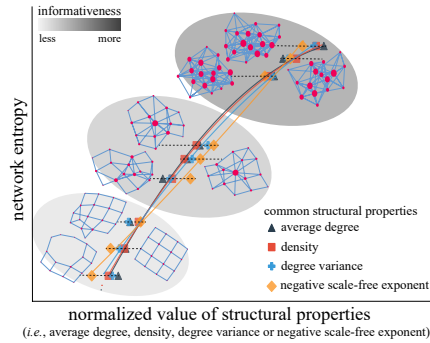 informativeness
less more
network entropy
common structural properties
average degree
density
degree variance
negative scale-free exponent
normalized value of structural properties
(i.e., average degree, density, degree variance or negative scale-free exponent)